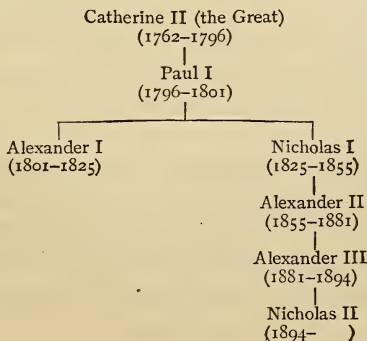 Catherine II (the Great)
(1762–1796)
Paul I
(1796–1801)
Alexander I
(1801–1825)
Nicholas I
(1825–1855)
Alexander II
(1855–1881)
Alexander III
(1881–1894)
Nicholas II
(1894– )